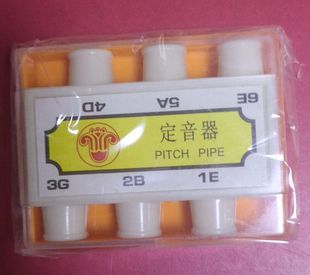 4D 5A 6E
定音器
PITCH PIPE
3G 2B 1E